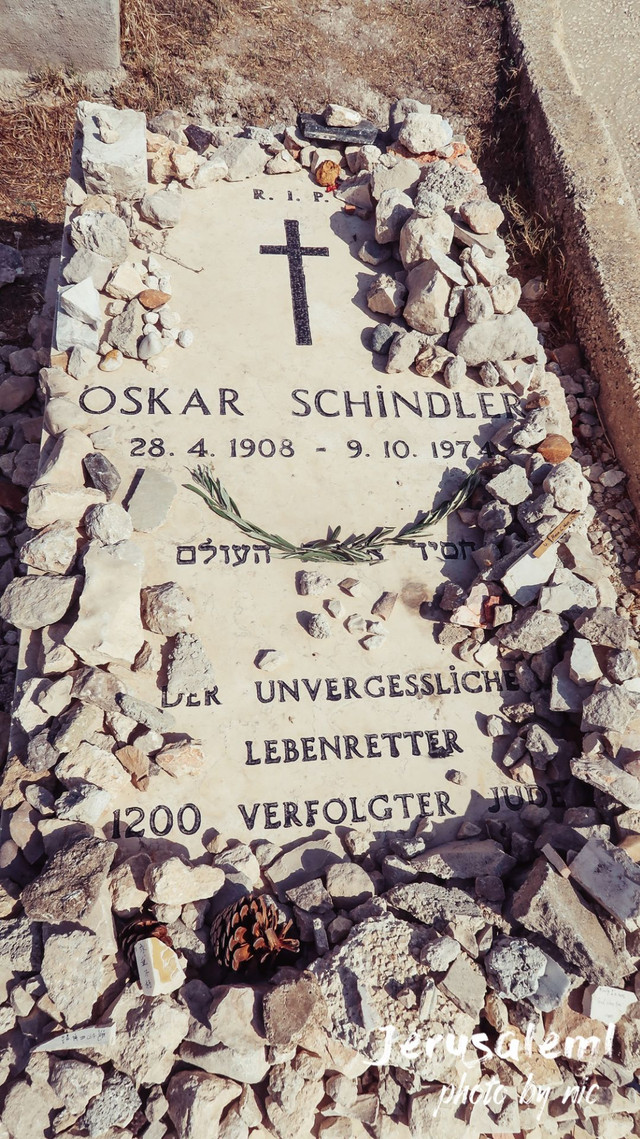 R. I. P.
OSKAR SCHINDLER
28. 4. 1908 - 9. 10. 1974
חסיד העולם
DER UNVERGESSLICHE
LEBENRETTER
1200 VERFOLGTER JUDE
Jerusalem!
photo by nic